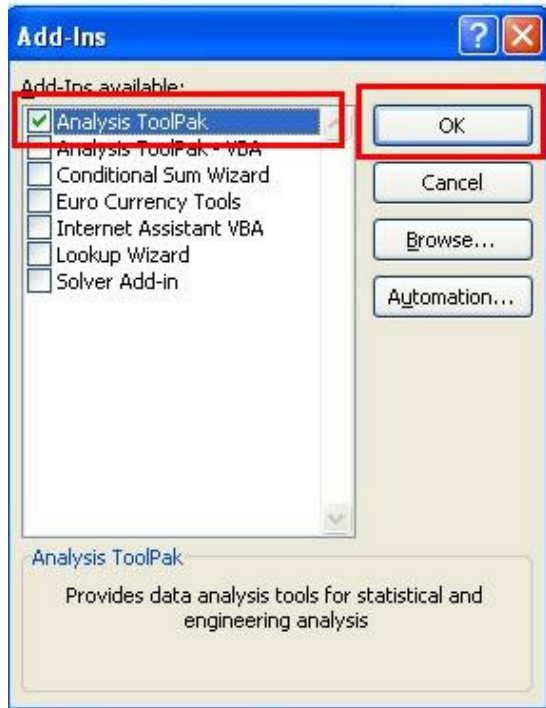 Add-Ins
Add-Ins available:
Analysis ToolPak
Analysis ToolPak - VBA
Conditional Sum Wizard
Euro Currency Tools
Internet Assistant VBA
Lookup Wizard
Solver Add-in
OK
Cancel
Browse...
Automation...
Analysis ToolPak
Provides data analysis tools for statistical and
engineering analysis